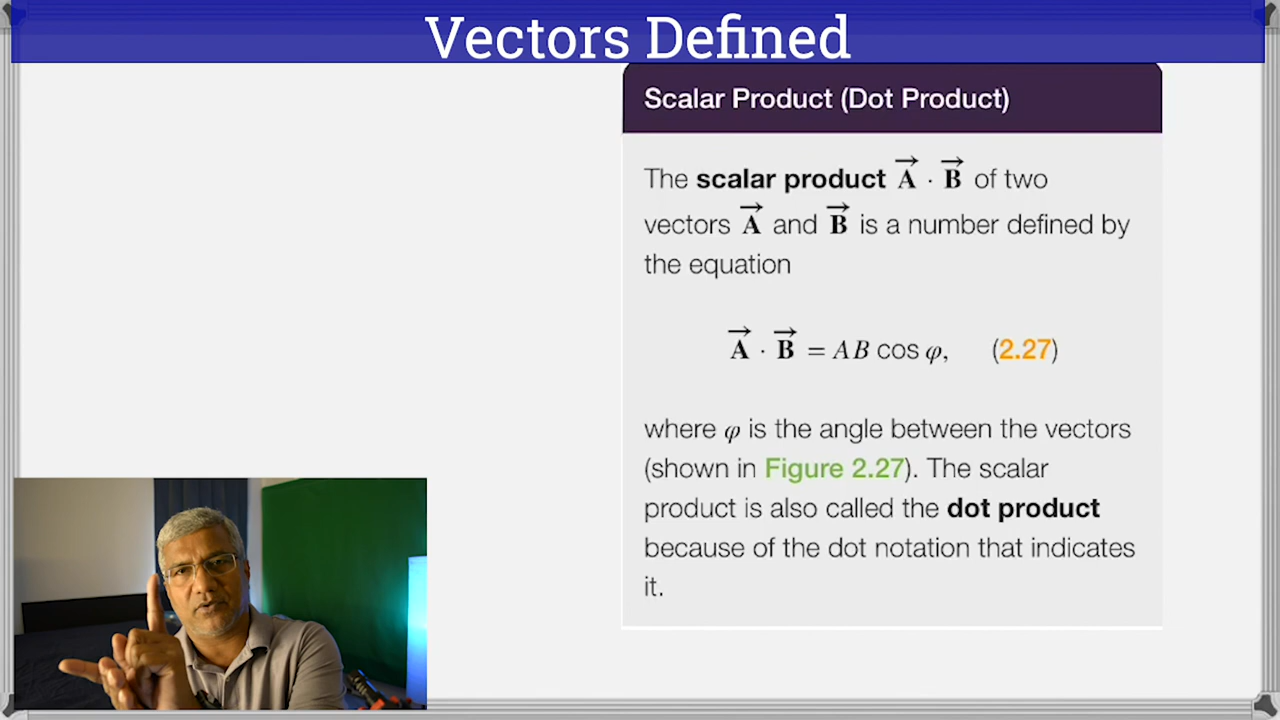 Vectors Defined
Scalar Product (Dot Product)
The scalar product A⃗ · B⃗ of two
vectors A⃗ and B⃗ is a number defined by
the equation
A⃗ · B⃗ = AB cos φ, (2.27)
where φ is the angle between the vectors
(shown in Figure 2.27). The scalar
product is also called the dot product
because of the dot notation that indicates
it.